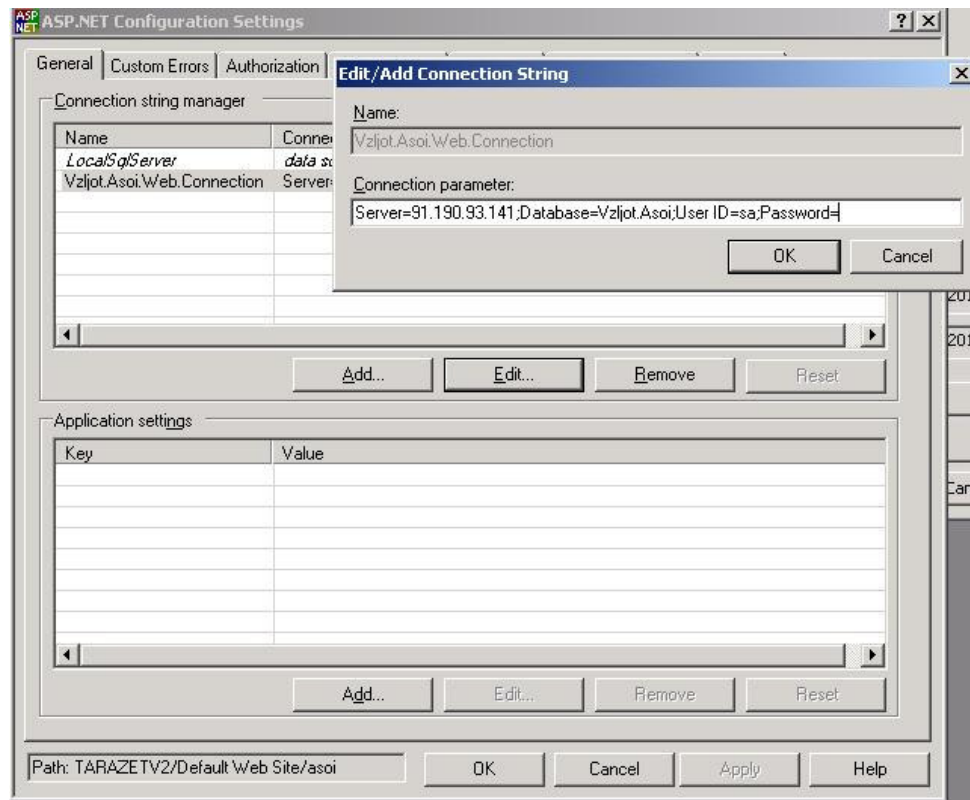 ASP.NET Configuration Settings
General
Custom Errors
Authorization
Connection string manager
Name
LocalSqlServer
data
Vzljot.Asoi.Web.Connection
Edit/Add Connection String
Name:
Vzljot.Asoi.Web.Connection
Connection parameter:
Server=91.190.93.141;Database=Vzljot.Asoi;User ID=sa;Password=
OK
Cancel
Add...
Edit...
Remove
Reset
Application settings
Key
Value
Add...
Edit...
Remove
Reset
Path: TARAZETV2/Default Web Site/asoi
OK
Cancel
Apply
Help